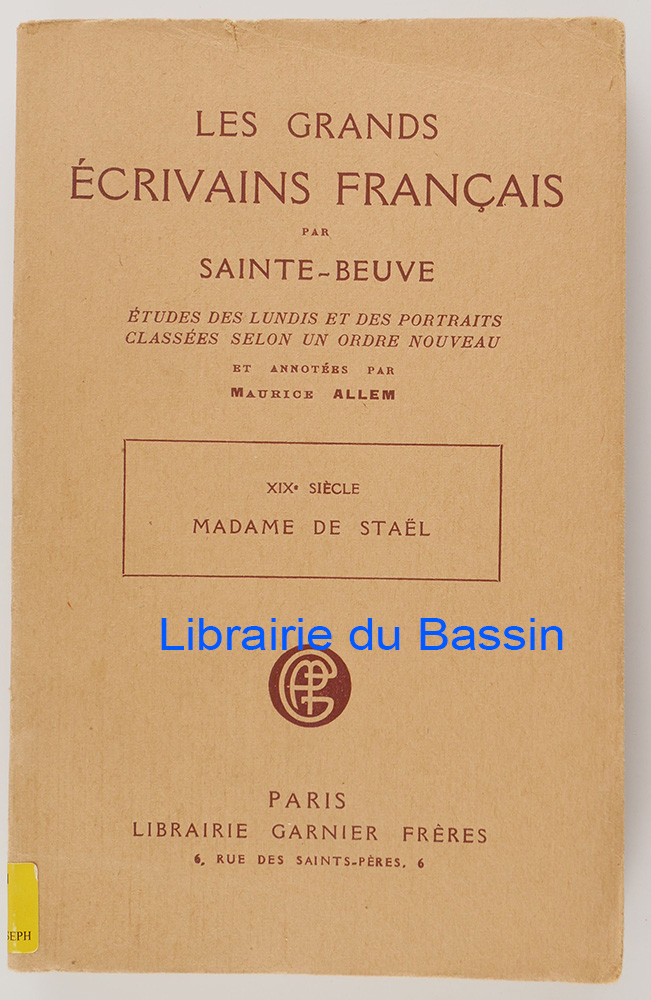 LES GRANDS
ÉCRIVAINS FRANÇAIS
PAR
SAINTE-BEUVE
ÉTUDES DES LUNDIS ET DES PORTRAITS
CLASSÉES SELON UN ORDRE NOUVEAU
ET ANNOTÉES PAR
MAURICE ALLEM
XIXe SIÈCLE
MADAME DE STAËL
Librairie du Bassin
PARIS
LIBRAIRIE GARNIER FRÈRES
6, RUE DES SAINTS-PÈRES, 6